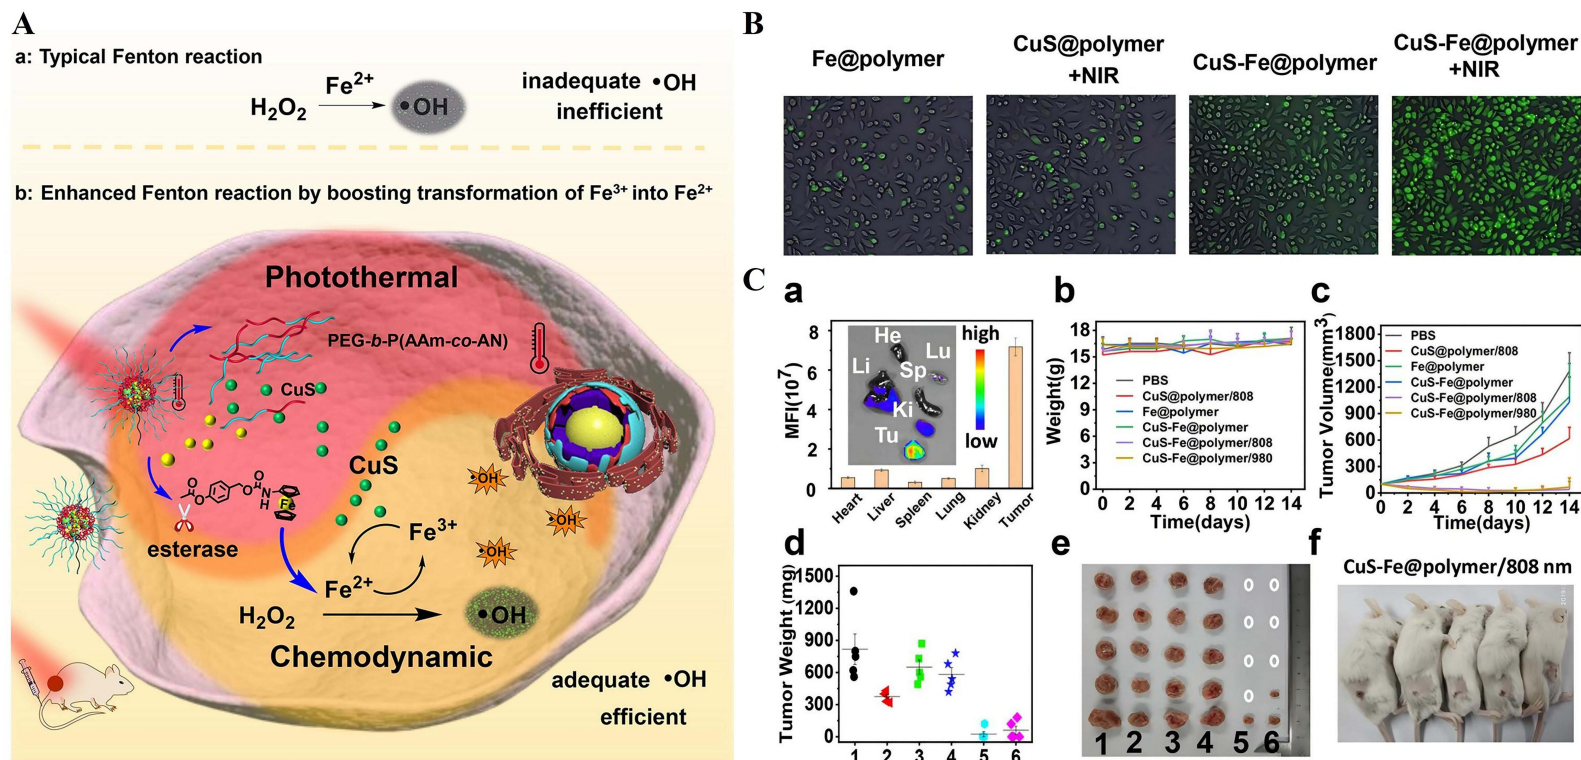 A
a: Typical Fenton reaction
H₂O₂ Fe²⁺ •OH
inadequate •OH
inefficient
b: Enhanced Fenton reaction by boosting transformation of Fe³⁺ into Fe²⁺
Photothermal
PEG-b-P(AAm-co-AN)
CuS
CuS
O
O
O
O
N
H
Fe
esterase
Fe³⁺
Fe²⁺
•OH
•OH
•OH
H₂O₂
•OH
Chemodynamic
adequate •OH
efficient
B
Fe@polymer
CuS@polymer
+NIR
CuS-Fe@polymer
CuS-Fe@polymer
+NIR
C
a
MFI(10⁷)
8
6
4
2
0
He
Li
Lu
Sp
Ki
Tu
high
low
Heart
Liver
Spleen
Lung
Kidney
Tumor
b
Weight(g)
18
15
12
9
6
3
0
PBS
CuS@polymer/808
Fe@polymer
CuS-Fe@polymer
CuS-Fe@polymer/808
CuS-Fe@polymer/980
0 2 4 6 8 10 12 14
Time(days)
c
Tumor Volume(mm³)
1800
1500
1200
900
600
300
0
PBS
CuS@polymer/808
Fe@polymer
CuS-Fe@polymer
CuS-Fe@polymer/808
CuS-Fe@polymer/980
0 2 4 6 8 10 12 14
Time(days)
d
Tumor Weight (mg)
1500
1200
900
600
300
0
1 2 3 4 5 6
e
1 2 3 4 5 6
f
CuS-Fe@polymer/808 nm